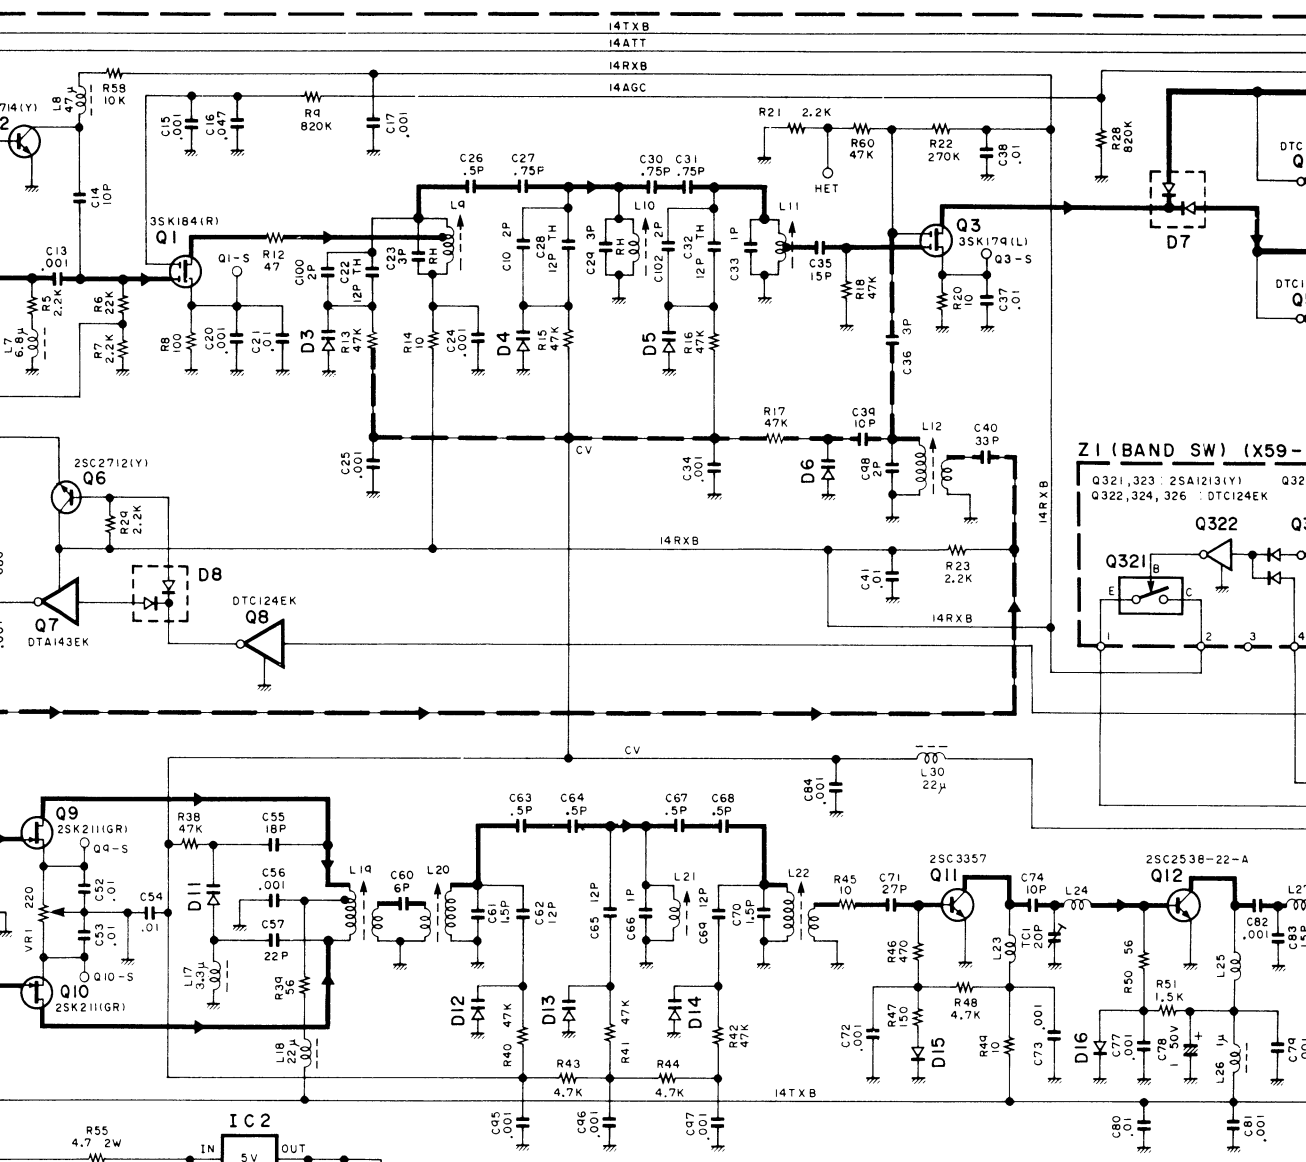 14TXB
14ATT
14RXB
14AGC
L8
47μ
R58
10K
714(Y)
2
C15
.001
C16
.047
R9
820K
C17
.001
C14
10P
R21 2.2K
R60
47K
R22
270K
C38
.01
HET
R28
820K
DTC
Q
D7
DTC1
Q
3SK184(R)
Q1
C13
.001
R5
2.2K
L7
6.8μ
R6
22K
R7
2.2K
R8
100
Q1-S
C20
.001
C21
.01
R12
47
C100
2P
C22
12P TH
D3
R13
47K
C23
3P
RH
L9
R14
10
C24
.001
C26
.5P
C27
.75P
C10
2P
C28
12P TH
D4
R15
47K
C29
3P
RH
L10
C30
.75P
C31
.75P
C102
2P
C32
12P TH
D5
R16
47K
C33
1P
L11
C35
15P
R18
47K
Q3
3SK179(L)
Q3-S
R20
10
C37
.01
C36
3P
C25
.001
CV
C34
.001
R17
47K
C39
10P
D6
C98
2P
L12
C40
33P
14RXB
2SC2712(Y)
Q6
R29
2.2K
D8
Q7
DTA143EK
DTC124EK
Q8
14RXB
C41
.01
R23
2.2K
14RXB
Z1 (BAND SW) (X59-
Q321,323 : 2SA1213(Y)
Q322,324,326 : DTC124EK
Q32
Q322
Q321
B
E
C
1
2
3
4
CV
C84
.001
L30
22μ
Q9
2SK211(GR)
Q9-S
220
VR1
C52
.01
C53
.01
C54
.01
Q10-S
Q10
2SK211(GR)
R38
47K
C55
18P
D11
C56
.001
C57
22P
L17
3.3μ
R39
56
L18
22μ
L19
C60
6P
L20
C61
1.5P
C62
12P
C63
.5P
C64
.5P
D12
R40
47K
C65
12P
D13
R41
47K
C66
1P
L21
C67
.5P
C68
.5P
C69
12P
D14
R42
47K
C70
1.5P
L22
R43
4.7K
R44
4.7K
C95
.001
C96
.001
C97
.001
R45
10
C71
27P
2SC3357
Q11
R46
470
R47
150
C72
.001
D15
R48
4.7K
L23
R49
10
C73
.001
C74
10P
TC1
20P
L24
2SC2538-22-A
Q12
56
R50
R51
1.5K
D16
C77
.001
C78
1 50V
+
L25
L26
1μ
C82
.001
L27
C83
15P
C79
.001
C80
.01
C81
.001
14TXB
R55
4.7 2W
IC2
IN
5V
OUT